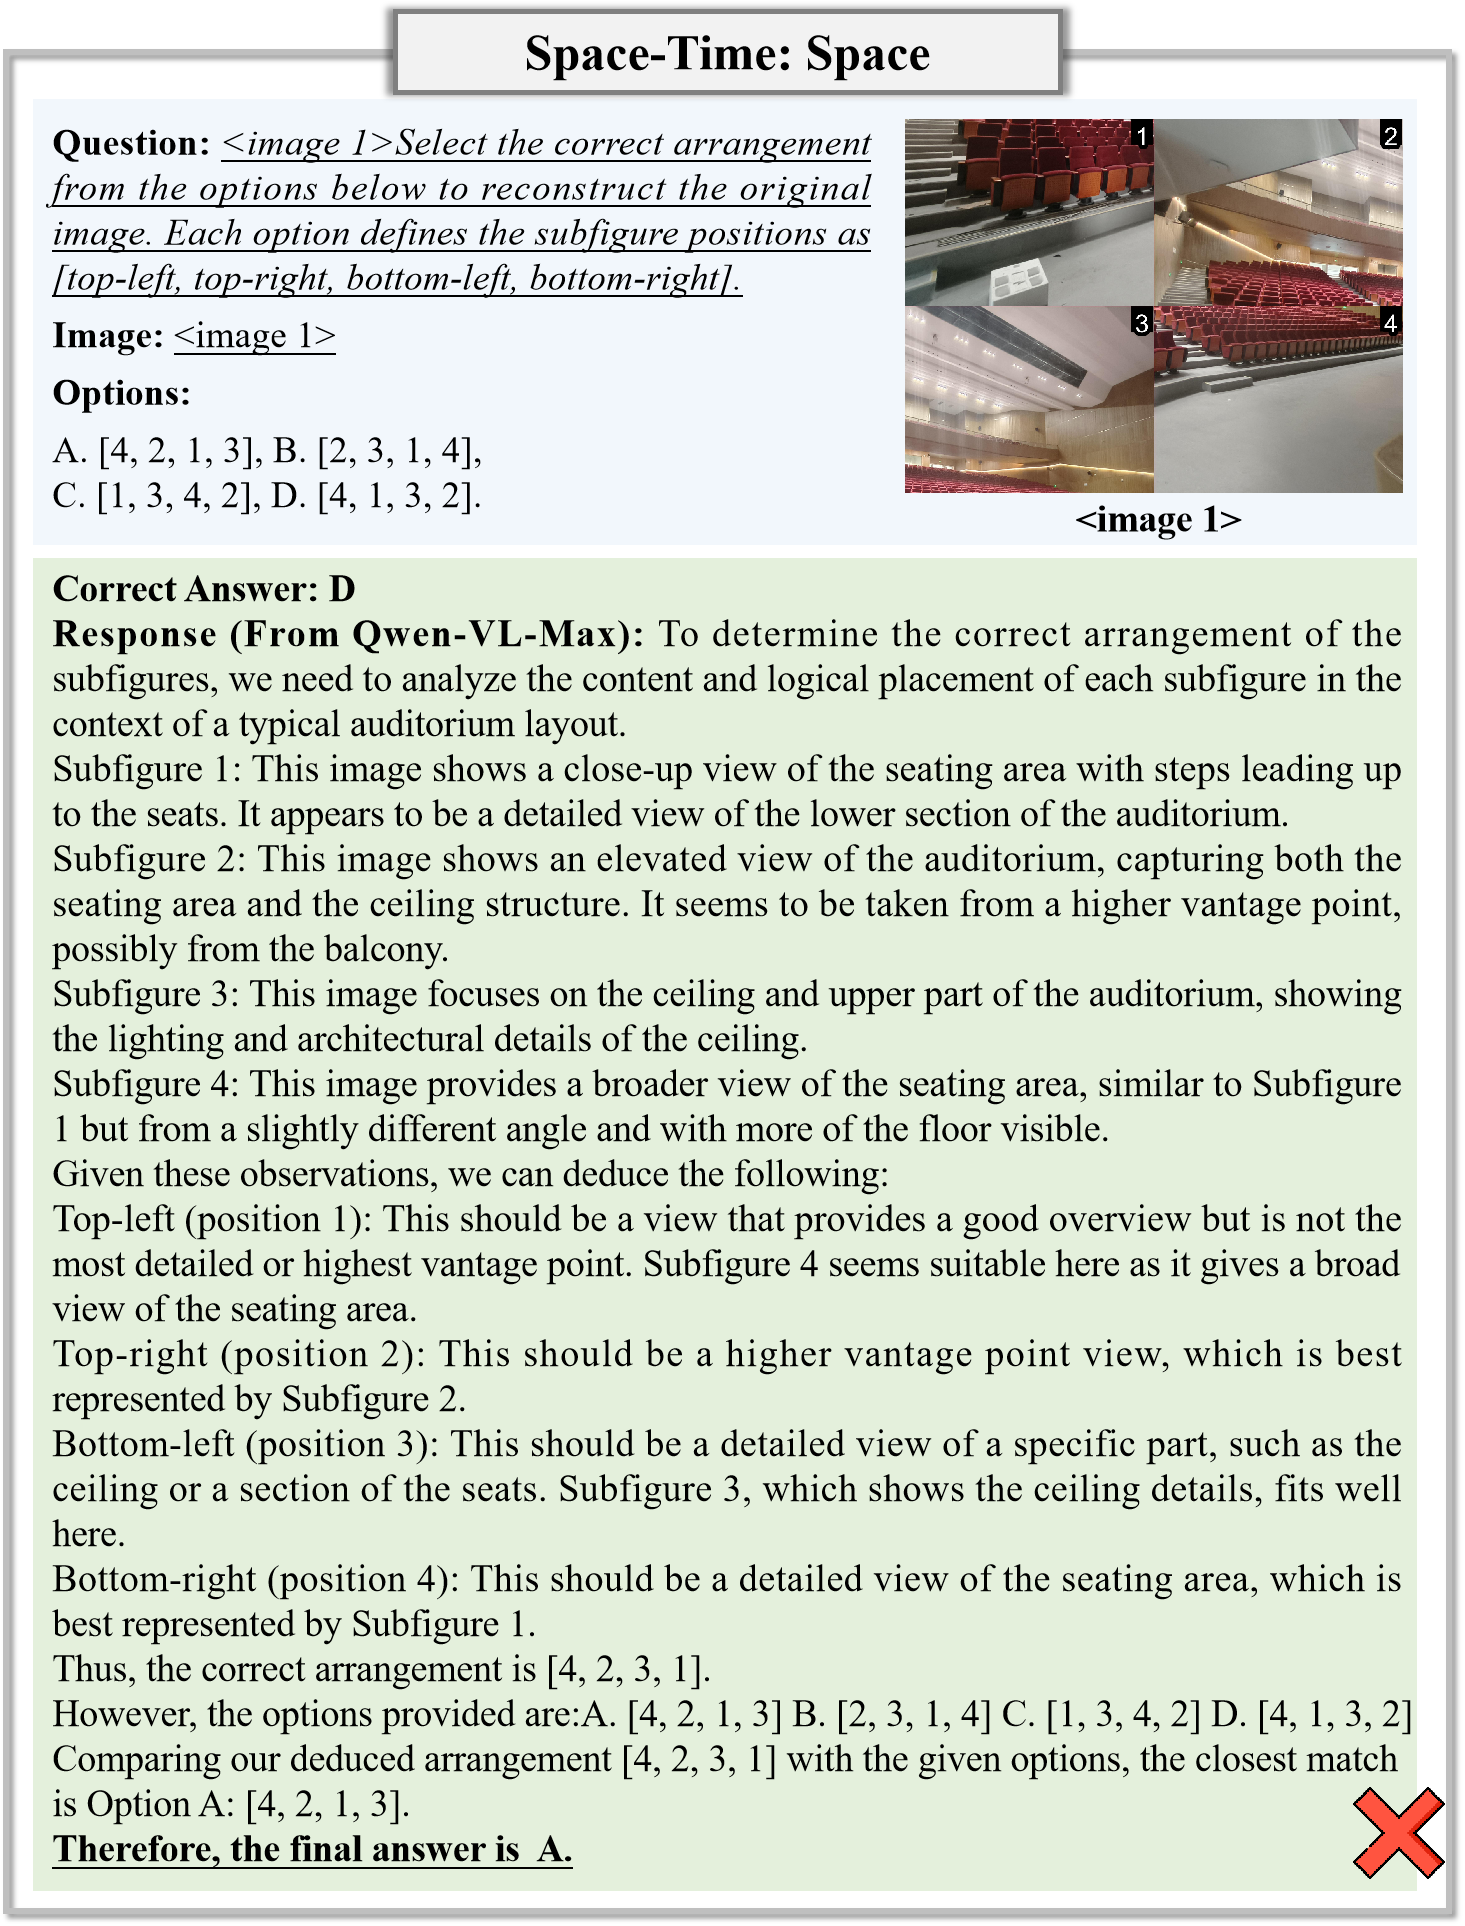 Space-Time: Space
Question: <image 1>Select the correct arrangement
from the options below to reconstruct the original
image. Each option defines the subfigure positions as
[top-left, top-right, bottom-left, bottom-right].
Image: <image 1>
Options:
A. [4, 2, 1, 3], B. [2, 3, 1, 4],
C. [1, 3, 4, 2], D. [4, 1, 3, 2].
1
2
3
4
<image 1>
Correct Answer: D
Response (From Qwen-VL-Max): To determine the correct arrangement of the
subfigures, we need to analyze the content and logical placement of each subfigure in the
context of a typical auditorium layout.
Subfigure 1: This image shows a close-up view of the seating area with steps leading up
to the seats. It appears to be a detailed view of the lower section of the auditorium.
Subfigure 2: This image shows an elevated view of the auditorium, capturing both the
seating area and the ceiling structure. It seems to be taken from a higher vantage point,
possibly from the balcony.
Subfigure 3: This image focuses on the ceiling and upper part of the auditorium, showing
the lighting and architectural details of the ceiling.
Subfigure 4: This image provides a broader view of the seating area, similar to Subfigure
1 but from a slightly different angle and with more of the floor visible.
Given these observations, we can deduce the following:
Top-left (position 1): This should be a view that provides a good overview but is not the
most detailed or highest vantage point. Subfigure 4 seems suitable here as it gives a broad
view of the seating area.
Top-right (position 2): This should be a higher vantage point view, which is best
represented by Subfigure 2.
Bottom-left (position 3): This should be a detailed view of a specific part, such as the
ceiling or a section of the seats. Subfigure 3, which shows the ceiling details, fits well
here.
Bottom-right (position 4): This should be a detailed view of the seating area, which is
best represented by Subfigure 1.
Thus, the correct arrangement is [4, 2, 3, 1].
However, the options provided are:A. [4, 2, 1, 3] B. [2, 3, 1, 4] C. [1, 3, 4, 2] D. [4, 1, 3, 2]
Comparing our deduced arrangement [4, 2, 3, 1] with the given options, the closest match
is Option A: [4, 2, 1, 3].
Therefore, the final answer is A.